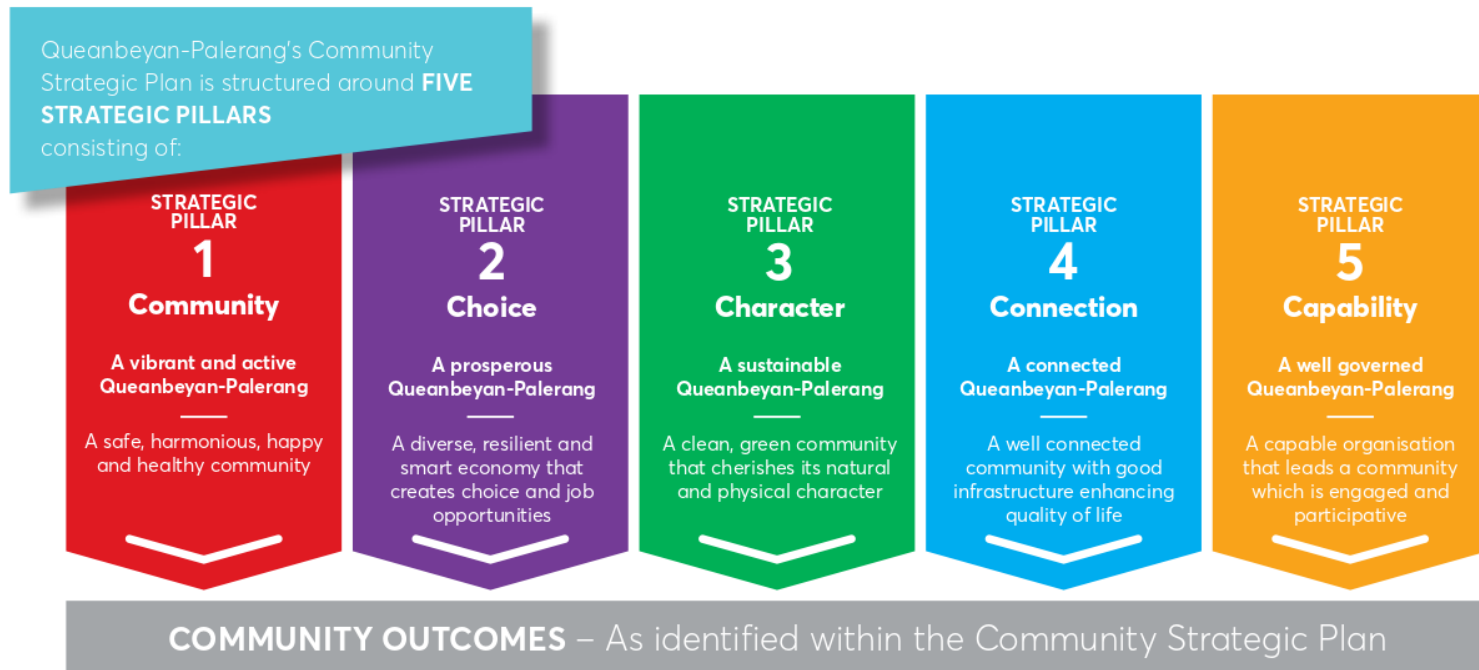 Queanbeyan-Palerang's Community
Strategic Plan is structured around FIVE
STRATEGIC PILLARS
consisting of:
STRATEGIC
PILLAR
1
Community
A vibrant and active
Queanbeyan-Palerang
A safe, harmonious, happy
and healthy community
STRATEGIC
PILLAR
2
Choice
A prosperous
Queanbeyan-Palerang
A diverse, resilient and
smart economy that
creates choice and job
opportunities
STRATEGIC
PILLAR
3
Character
A sustainable
Queanbeyan-Palerang
A clean, green community
that cherishes its natural
and physical character
STRATEGIC
PILLAR
4
Connection
A connected
Queanbeyan-Palerang
A well connected
community with good
infrastructure enhancing
quality of life
STRATEGIC
PILLAR
5
Capability
A well governed
Queanbeyan-Palerang
A capable organisation
that leads a community
which is engaged and
participative
COMMUNITY OUTCOMES – As identified within the Community Strategic Plan